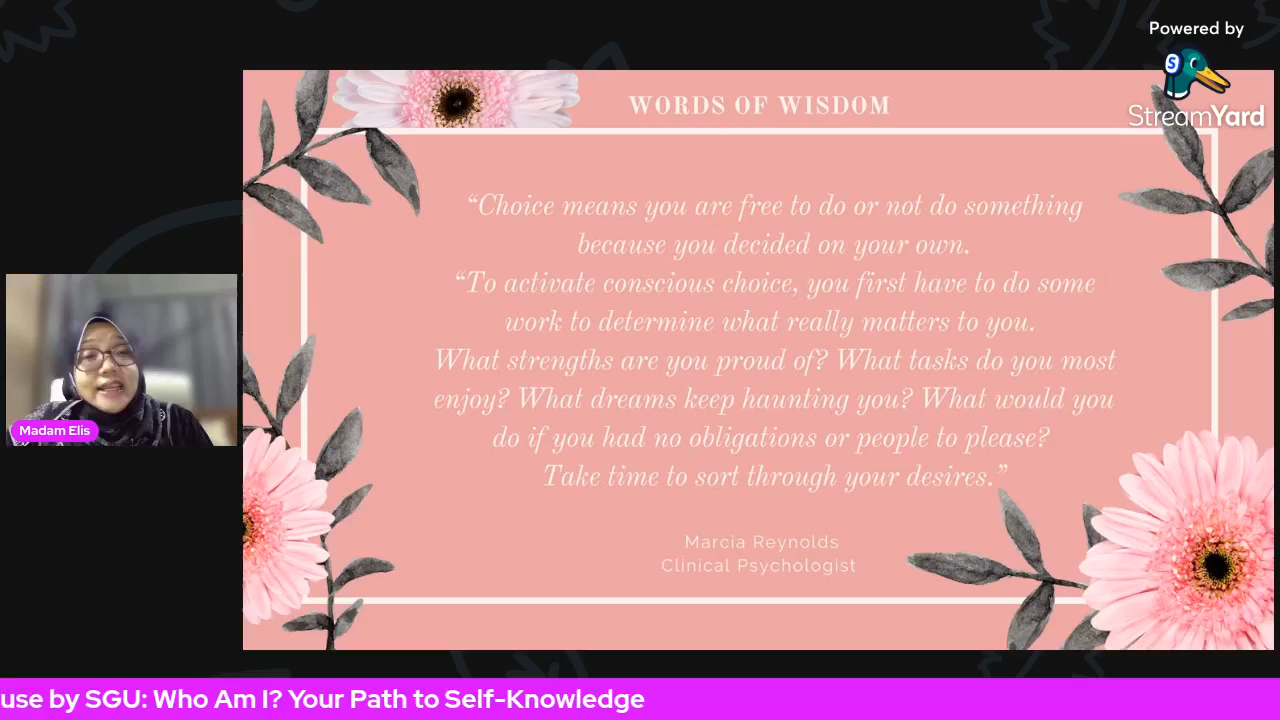 Powered by
StreamYard
WORDS OF WISDOM
“Choice means you are free to do or not do something
because you decided on your own.
“To activate conscious choice, you first have to do some
work to determine what really matters to you.
What strengths are you proud of? What tasks do you most
enjoy? What dreams keep haunting you? What would you
do if you had no obligations or people to please?
Take time to sort through your desires.”
Marcia Reynolds
Clinical Psychologist
Madam Elis
use by SGU: Who Am I? Your Path to Self-Knowledge